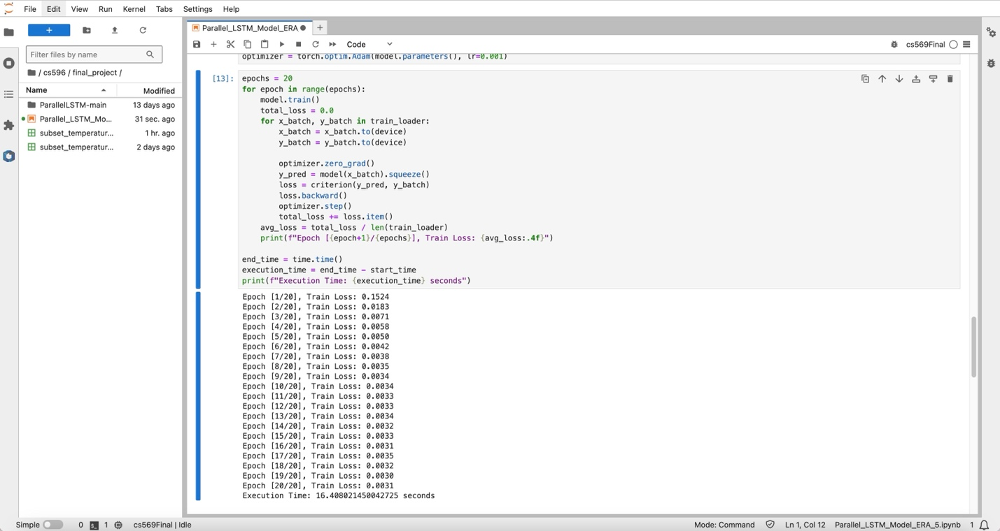 File Edit View Run Kernel Tabs Settings Help
+
Filter files by name
/ cs596 / final_project /
Name Modified
ParallelLSTM-main 13 days ago
Parallel_LSTM_Mo... 31 sec. ago
subset_temperatur... 1 hr. ago
subset_temperatur... 2 days ago
Parallel_LSTM_Model_ERA
Code
cs569Final
optimizer = torch.optim.Adam(model.parameters(), lr=0.001)
[13]: epochs = 20
for epoch in range(epochs):
    model.train()
    total_loss = 0.0
    for x_batch, y_batch in train_loader:
        x_batch = x_batch.to(device)
        y_batch = y_batch.to(device)
        optimizer.zero_grad()
        y_pred = model(x_batch).squeeze()
        loss = criterion(y_pred, y_batch)
        loss.backward()
        optimizer.step()
        total_loss += loss.item()
    avg_loss = total_loss / len(train_loader)
    print(f"Epoch [{epoch+1}/{epochs}], Train Loss: {avg_loss:.4f}")
end_time = time.time()
execution_time = end_time - start_time
print(f"Execution Time: {execution_time} seconds")
Epoch [1/20], Train Loss: 0.1524
Epoch [2/20], Train Loss: 0.0183
Epoch [3/20], Train Loss: 0.0071
Epoch [4/20], Train Loss: 0.0058
Epoch [5/20], Train Loss: 0.0050
Epoch [6/20], Train Loss: 0.0042
Epoch [7/20], Train Loss: 0.0038
Epoch [8/20], Train Loss: 0.0035
Epoch [9/20], Train Loss: 0.0034
Epoch [10/20], Train Loss: 0.0034
Epoch [11/20], Train Loss: 0.0033
Epoch [12/20], Train Loss: 0.0033
Epoch [13/20], Train Loss: 0.0034
Epoch [14/20], Train Loss: 0.0032
Epoch [15/20], Train Loss: 0.0033
Epoch [16/20], Train Loss: 0.0031
Epoch [17/20], Train Loss: 0.0035
Epoch [18/20], Train Loss: 0.0032
Epoch [19/20], Train Loss: 0.0030
Epoch [20/20], Train Loss: 0.0031
Execution Time: 16.408021450042725 seconds
Simple 0 1 cs569Final | Idle Mode: Command Ln 1, Col 12 Parallel_LSTM_Model_ERA_5.ipynb 1